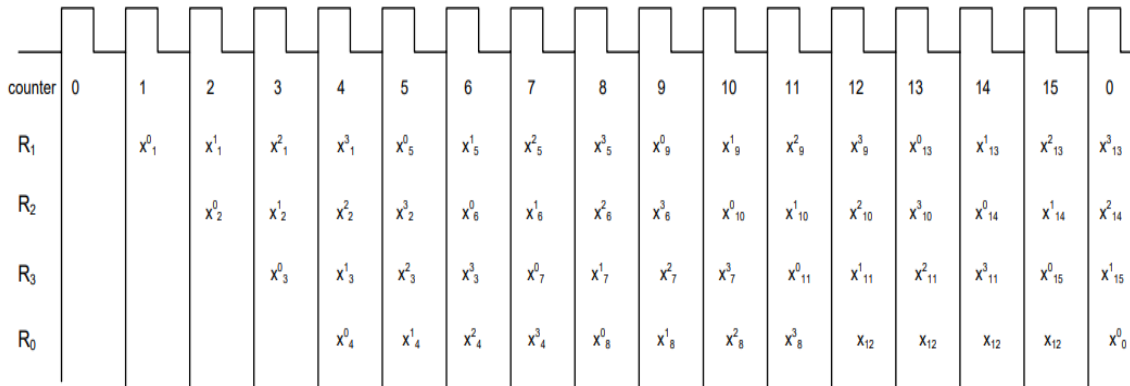 counter 0 1 2 3 4 5 6 7 8 9 10 11 12 13 14 15 0
R₁ x⁰₁ x¹₁ x²₁ x³₁ x⁰₅ x¹₅ x²₅ x³₅ x⁰₉ x¹₉ x²₉ x³₉ x⁰₁₃ x¹₁₃ x²₁₃ x³₁₃
R₂ x⁰₂ x¹₂ x²₂ x³₂ x⁰₆ x¹₆ x²₆ x³₆ x⁰₁₀ x¹₁₀ x²₁₀ x³₁₀ x⁰₁₄ x¹₁₄ x²₁₄
R₃ x⁰₃ x¹₃ x²₃ x³₃ x⁰₇ x¹₇ x²₇ x³₇ x⁰₁₁ x¹₁₁ x²₁₁ x³₁₁ x⁰₁₅ x¹₁₅
R₀ x⁰₄ x¹₄ x²₄ x³₄ x⁰₈ x¹₈ x²₈ x³₈ x₁₂ x₁₂ x₁₂ x₁₂ x⁰₀